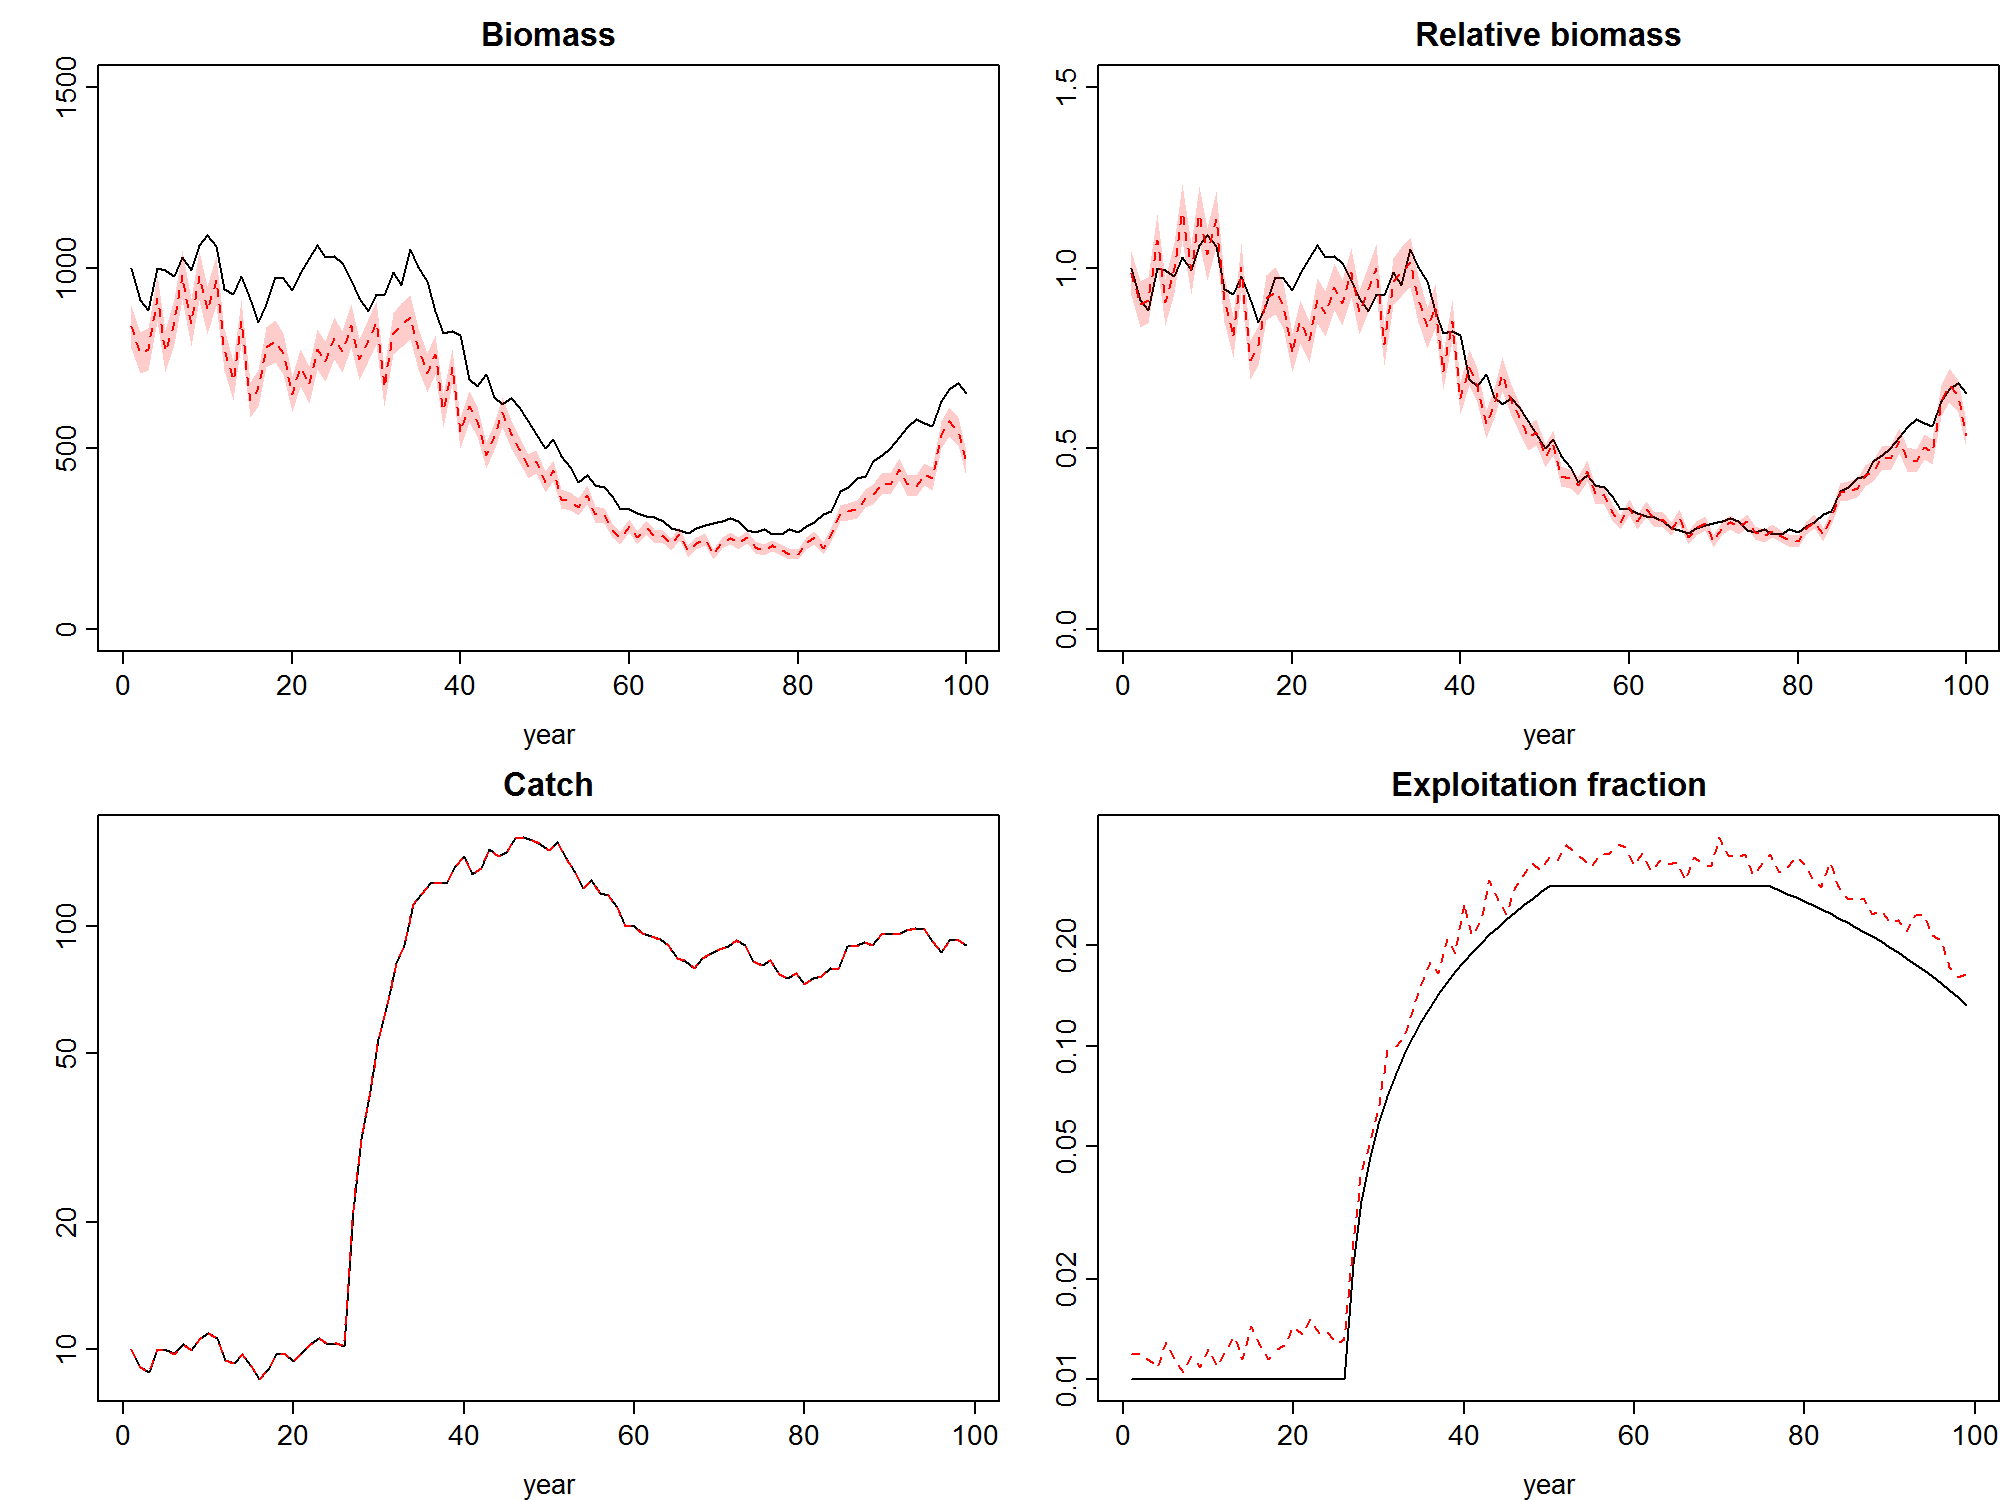 Biomass
1500
1000
500
0
0 20 40 60 80 100
year
Relative biomass
1.5
1.0
0.5
0.0
0 20 40 60 80 100
year
Catch
100
50
20
10
0 20 40 60 80 100
year
Exploitation fraction
0.20
0.10
0.05
0.02
0.01
0 20 40 60 80 100
year